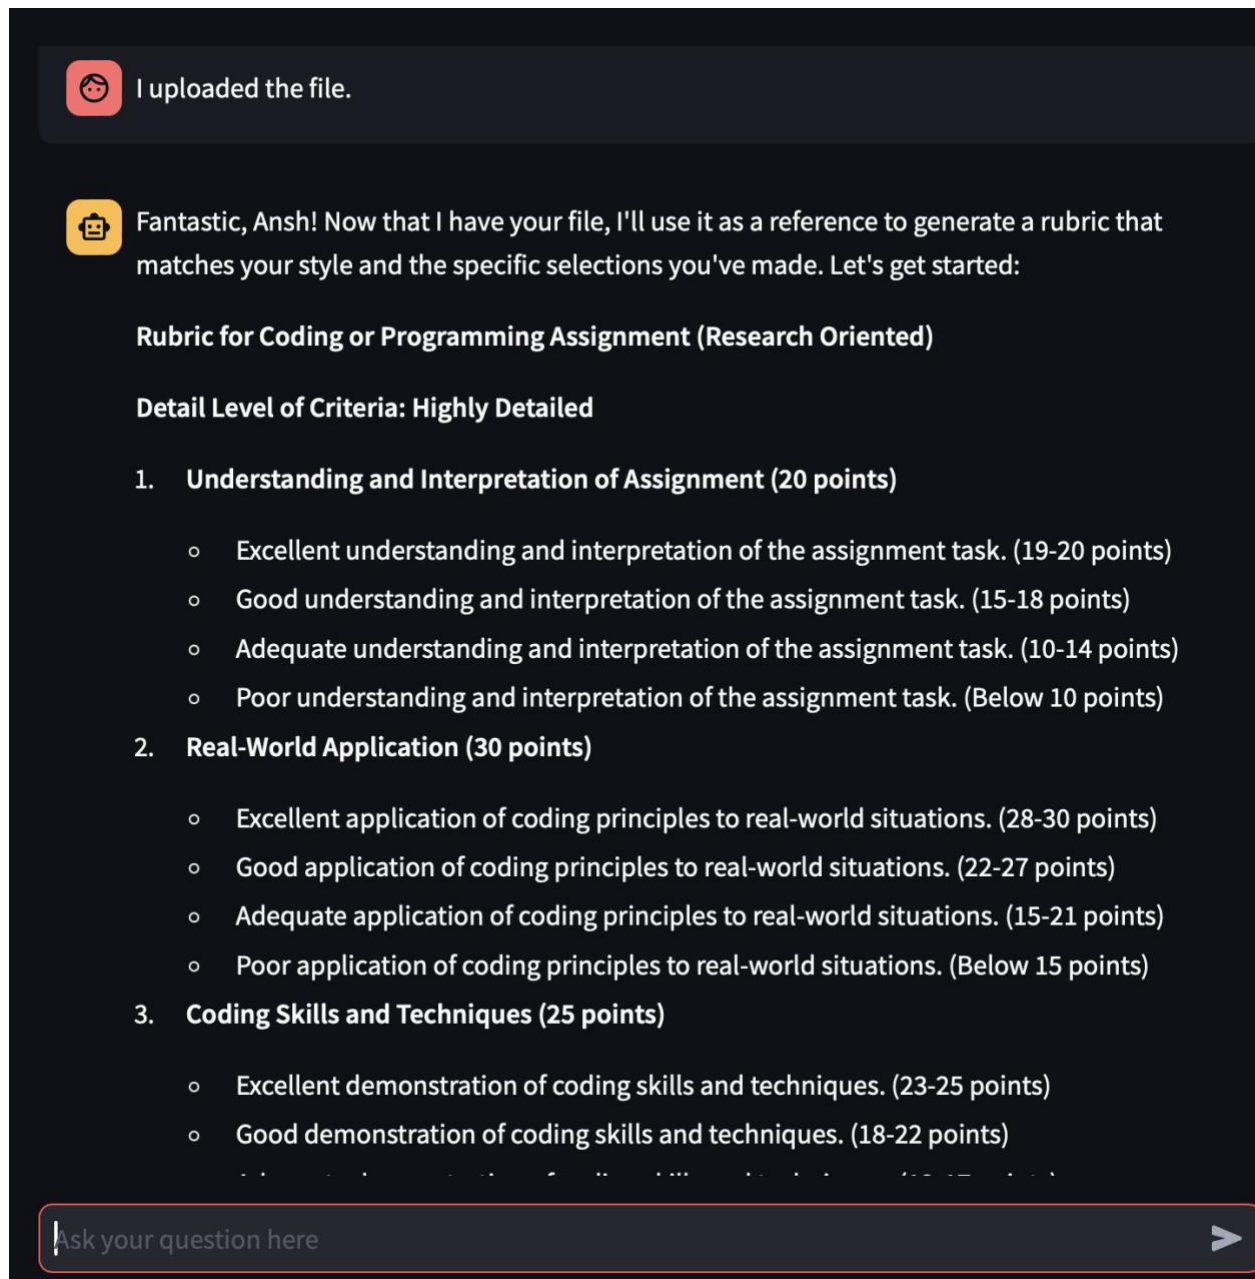 I uploaded the file.
Fantastic, Ansh! Now that I have your file, I'll use it as a reference to generate a rubric that
matches your style and the specific selections you've made. Let's get started:
Rubric for Coding or Programming Assignment (Research Oriented)
Detail Level of Criteria: Highly Detailed
1. Understanding and Interpretation of Assignment (20 points)
○ Excellent understanding and interpretation of the assignment task. (19-20 points)
○ Good understanding and interpretation of the assignment task. (15-18 points)
○ Adequate understanding and interpretation of the assignment task. (10-14 points)
○ Poor understanding and interpretation of the assignment task. (Below 10 points)
2. Real-World Application (30 points)
○ Excellent application of coding principles to real-world situations. (28-30 points)
○ Good application of coding principles to real-world situations. (22-27 points)
○ Adequate application of coding principles to real-world situations. (15-21 points)
○ Poor application of coding principles to real-world situations. (Below 15 points)
3. Coding Skills and Techniques (25 points)
○ Excellent demonstration of coding skills and techniques. (23-25 points)
○ Good demonstration of coding skills and techniques. (18-22 points)
Ask your question here